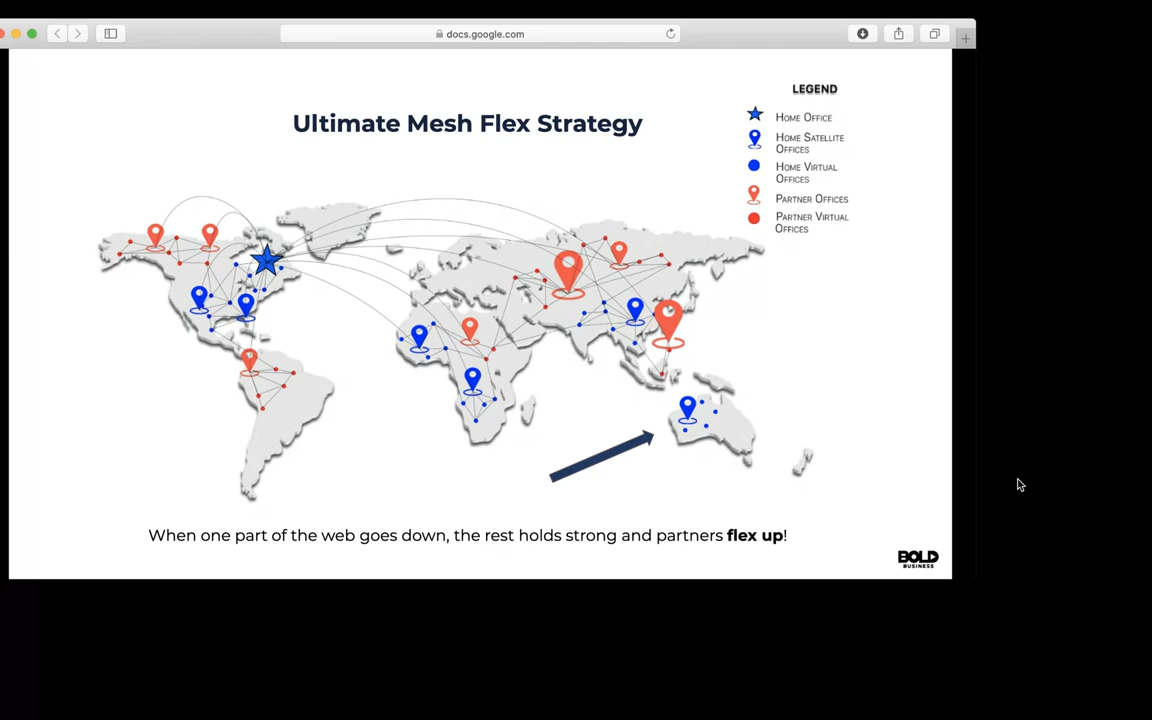 docs.google.com
LEGEND
Ultimate Mesh Flex Strategy
HOME OFFICE
HOME SATELLITE
OFFICES
HOME VIRTUAL
OFFICES
PARTNER OFFICES
PARTNER VIRTUAL
OFFICES
When one part of the web goes down, the rest holds strong and partners flex up!
BOLD
BUSINESS